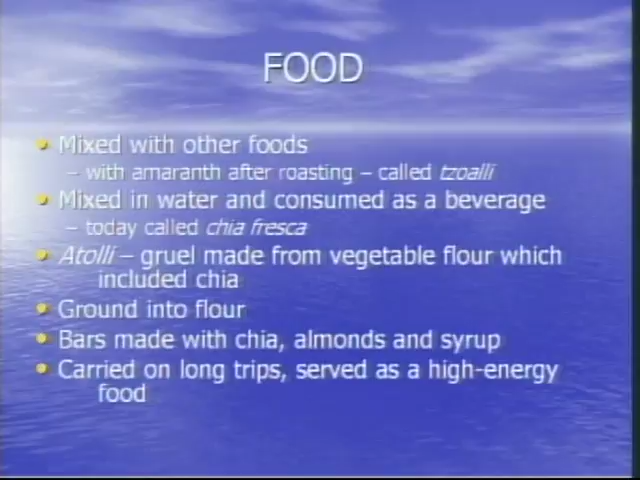 FOOD
Mixed with other foods
– with amaranth after roasting – called tzoalli
Mixed in water and consumed as a beverage
– today called chia fresca
Atolli – gruel made from vegetable flour which
included chia
Ground into flour
Bars made with chia, almonds and syrup
Carried on long trips, served as a high-energy
food